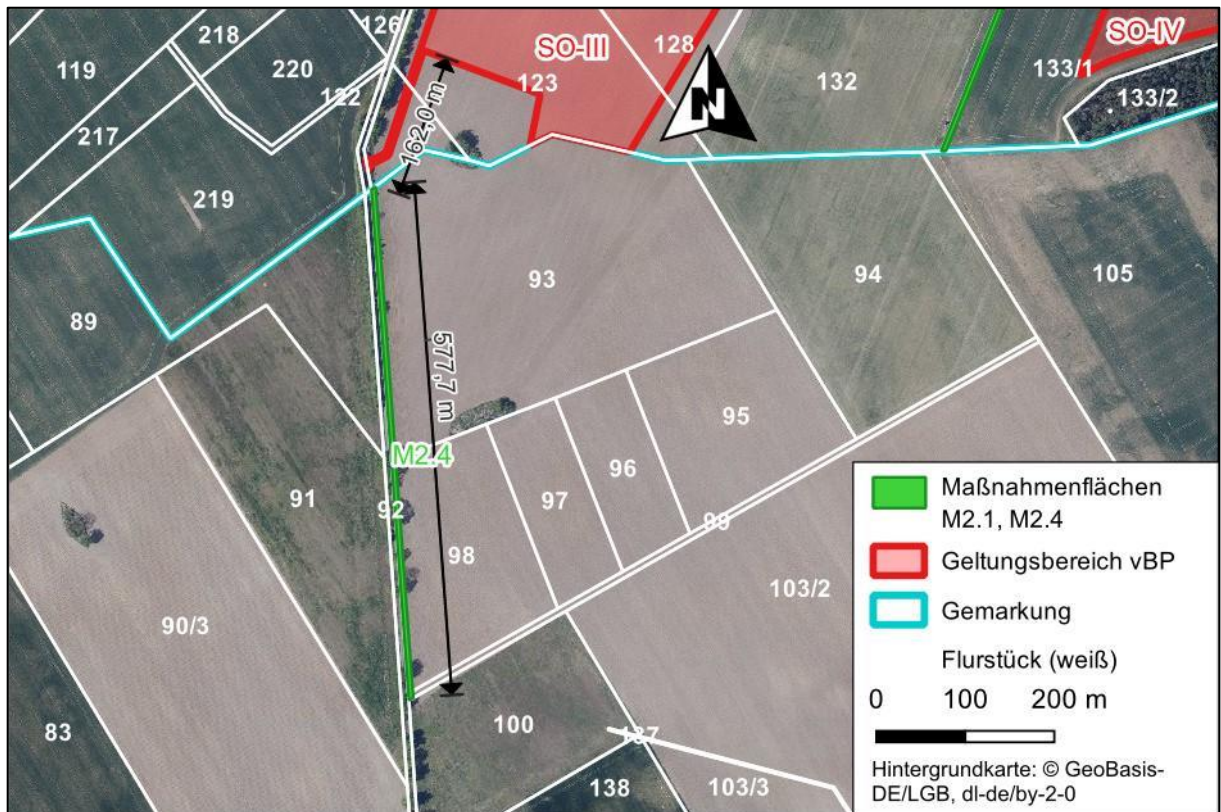 218
126
SO-III
128
SO-IV
119
220
122
123
132
133/1
133/2
217
162,0 m
N
219
93
94
105
89
577,7 m
95
M2.4
96
91
97
92
98
99
90/3
103/2
83
100
137
138
103/3
Maßnahmenflächen
M2.1, M2.4
Geltungsbereich vBP
Gemarkung
Flurstück (weiß)
0 100 200 m
Hintergrundkarte: © GeoBasis-
DE/LGB, dl-de/by-2-0